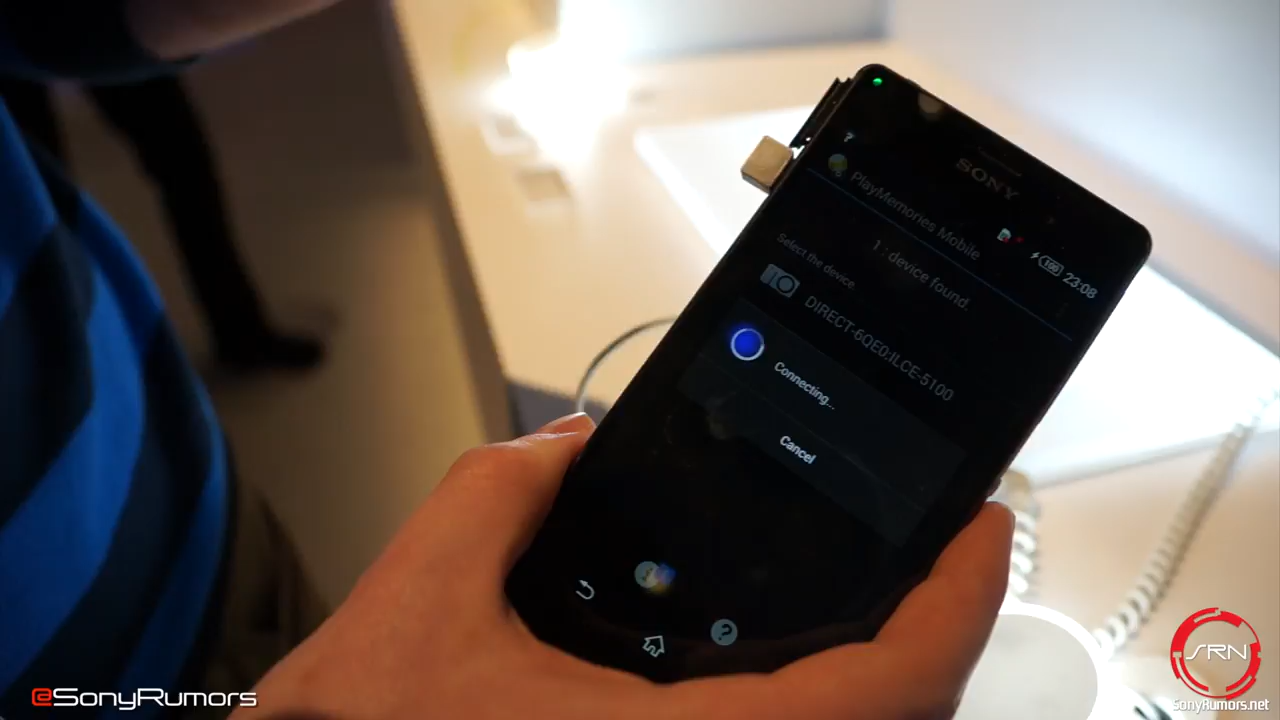 SONY
100
23:08
PlayMemories Mobile
1 : device found.
Select the device.
DIRECT-6QE0:ILCE-5100
Connecting...
Cancel
?
@SonyRumors
SRN
SonyRumors.net